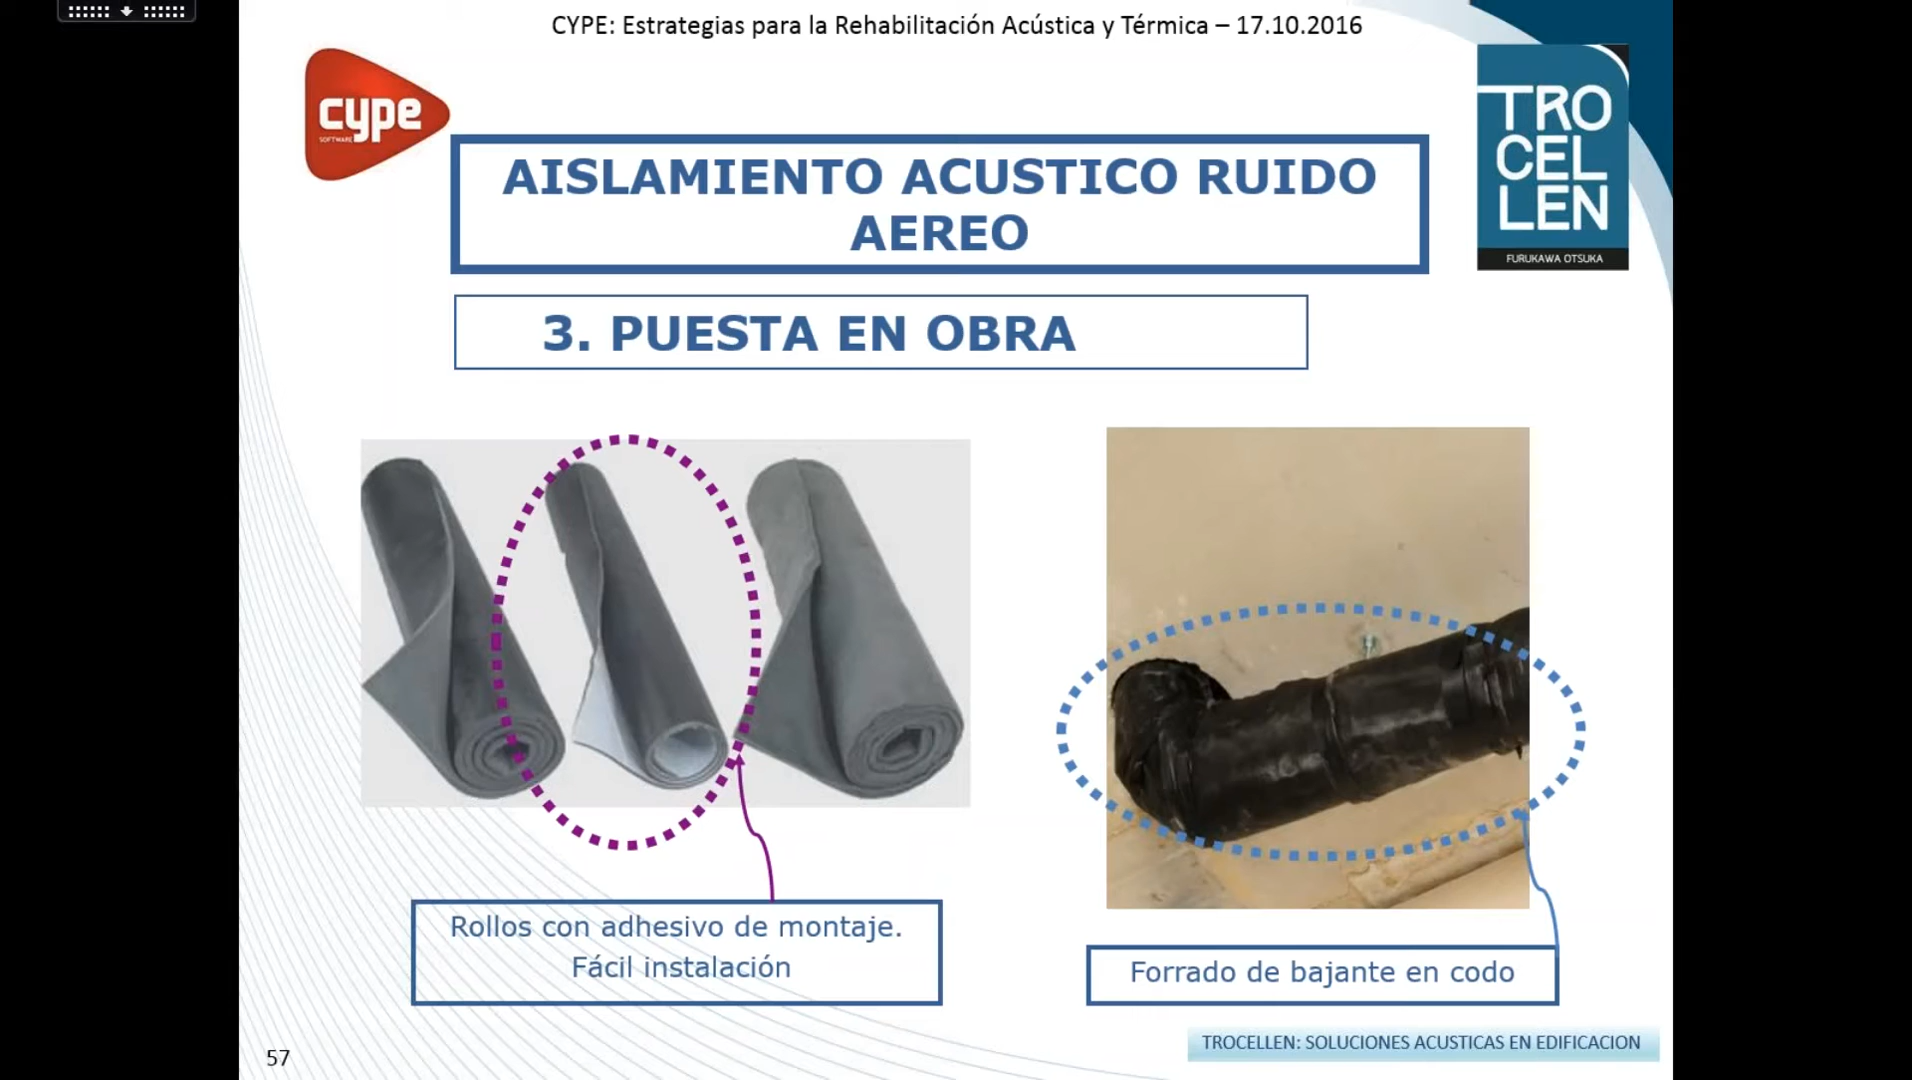 CYPE: Estrategias para la Rehabilitación Acústica y Térmica – 17.10.2016
cype
SOFTWARE
TRO
CEL
LEN
FURUKAWA OTSUKA
AISLAMIENTO ACUSTICO RUIDO
AEREO
3. PUESTA EN OBRA
Rollos con adhesivo de montaje.
Fácil instalación
Forrado de bajante en codo
TROCELLEN: SOLUCIONES ACUSTICAS EN EDIFICACION
57